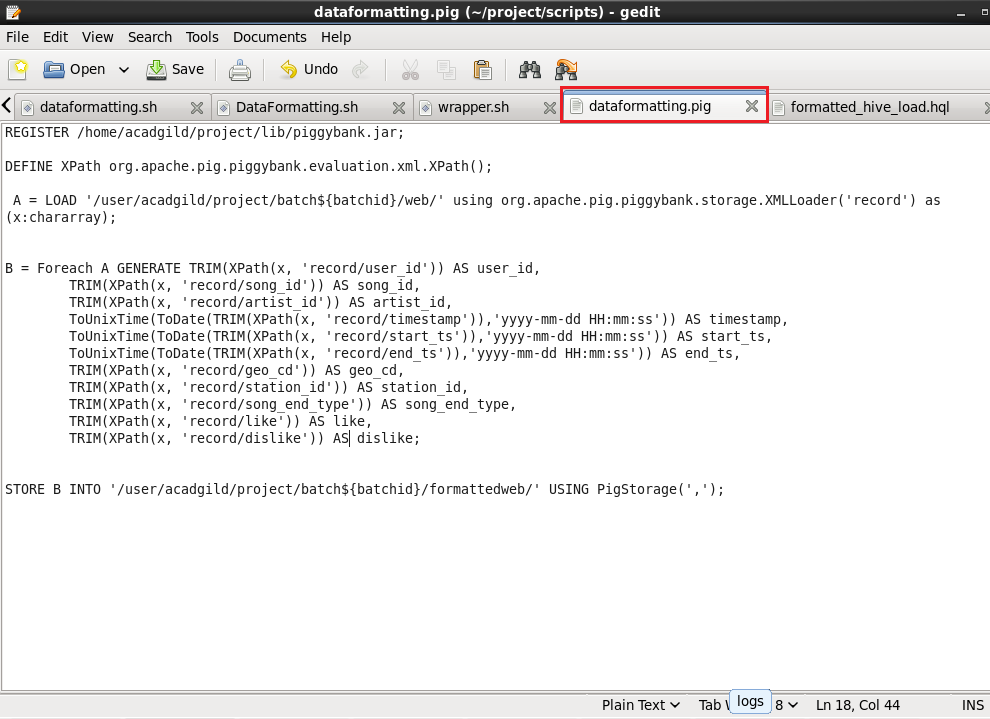 dataformatting.pig (~/project/scripts) - gedit
File Edit View Search Tools Documents Help
Open Save Undo
dataformatting.sh DataFormatting.sh wrapper.sh dataformatting.pig formatted_hive_load.hql
REGISTER /home/acadgild/project/lib/piggybank.jar;
DEFINE XPath org.apache.pig.piggybank.evaluation.xml.XPath();
A = LOAD '/user/acadgild/project/batch${batchid}/web/' using org.apache.pig.piggybank.storage.XMLLoader('record') as
(x:chararray);
B = Foreach A GENERATE TRIM(XPath(x, 'record/user_id')) AS user_id,
TRIM(XPath(x, 'record/song_id')) AS song_id,
TRIM(XPath(x, 'record/artist_id')) AS artist_id,
ToUnixTime(ToDate(TRIM(XPath(x, 'record/timestamp')),'yyyy-mm-dd HH:mm:ss')) AS timestamp,
ToUnixTime(ToDate(TRIM(XPath(x, 'record/start_ts')),'yyyy-mm-dd HH:mm:ss')) AS start_ts,
ToUnixTime(ToDate(TRIM(XPath(x, 'record/end_ts')),'yyyy-mm-dd HH:mm:ss')) AS end_ts,
TRIM(XPath(x, 'record/geo_cd')) AS geo_cd,
TRIM(XPath(x, 'record/station_id')) AS station_id,
TRIM(XPath(x, 'record/song_end_type')) AS song_end_type,
TRIM(XPath(x, 'record/like')) AS like,
TRIM(XPath(x, 'record/dislike')) AS dislike;
STORE B INTO '/user/acadgild/project/batch${batchid}/formattedweb/' USING PigStorage(',');
Plain Text Tab logs 8 Ln 18, Col 44 INS